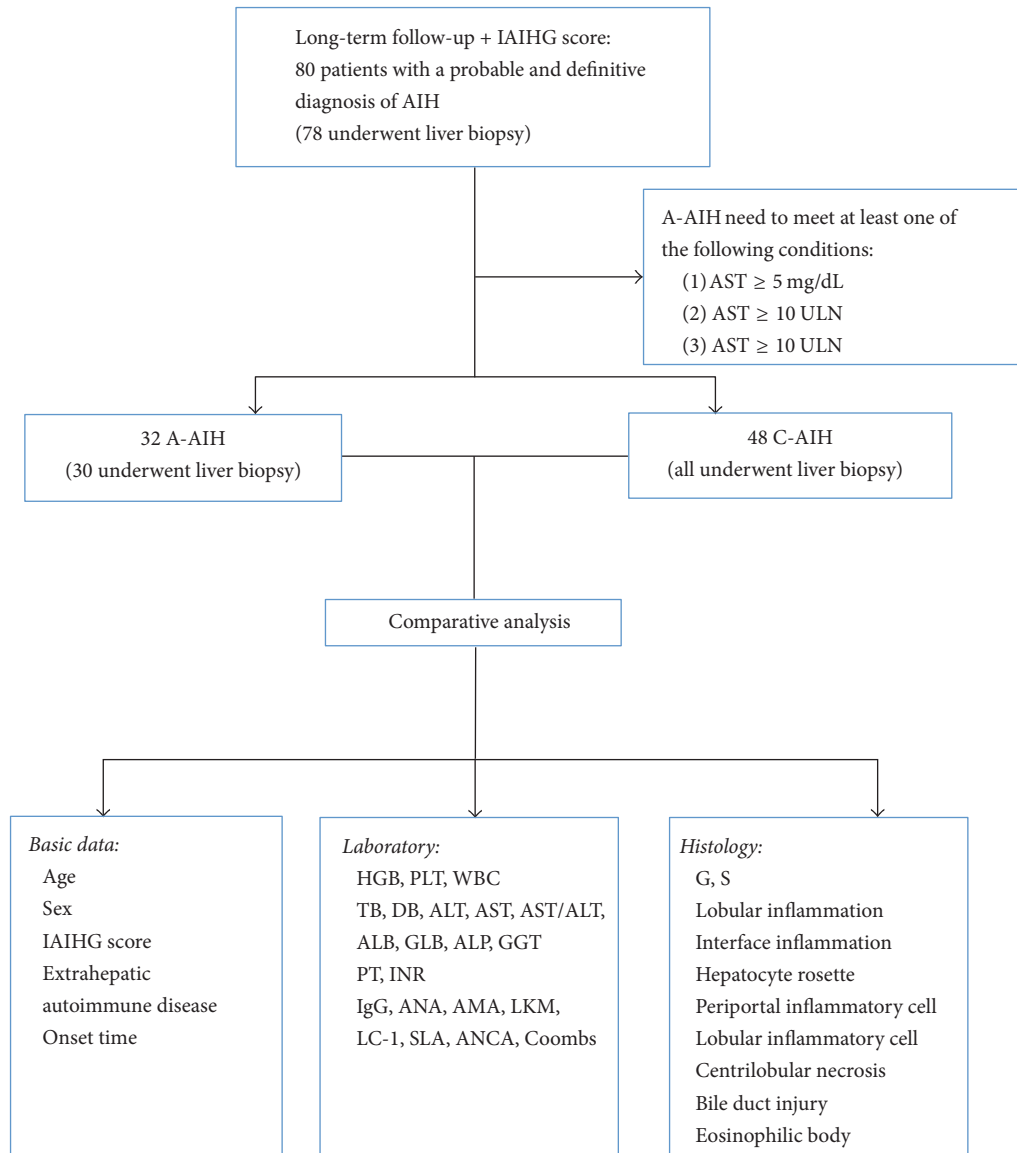 Long-term follow-up + IAIHG score:
80 patients with a probable and definitive
diagnosis of AIH
(78 underwent liver biopsy)
A-AIH need to meet at least one of
the following conditions:
(1) AST ≥ 5 mg/dL
(2) AST ≥ 10 ULN
(3) AST ≥ 10 ULN
32 A-AIH
(30 underwent liver biopsy)
48 C-AIH
(all underwent liver biopsy)
Comparative analysis
Basic data:
Age
Sex
IAIHG score
Extrahepatic
autoimmune disease
Onset time
Laboratory:
HGB, PLT, WBC
TB, DB, ALT, AST, AST/ALT,
ALB, GLB, ALP, GGT
PT, INR
IgG, ANA, AMA, LKM,
LC-1, SLA, ANCA, Coombs
Histology:
G, S
Lobular inflammation
Interface inflammation
Hepatocyte rosette
Periportal inflammatory cell
Lobular inflammatory cell
Centrilobular necrosis
Bile duct injury
Eosinophilic body